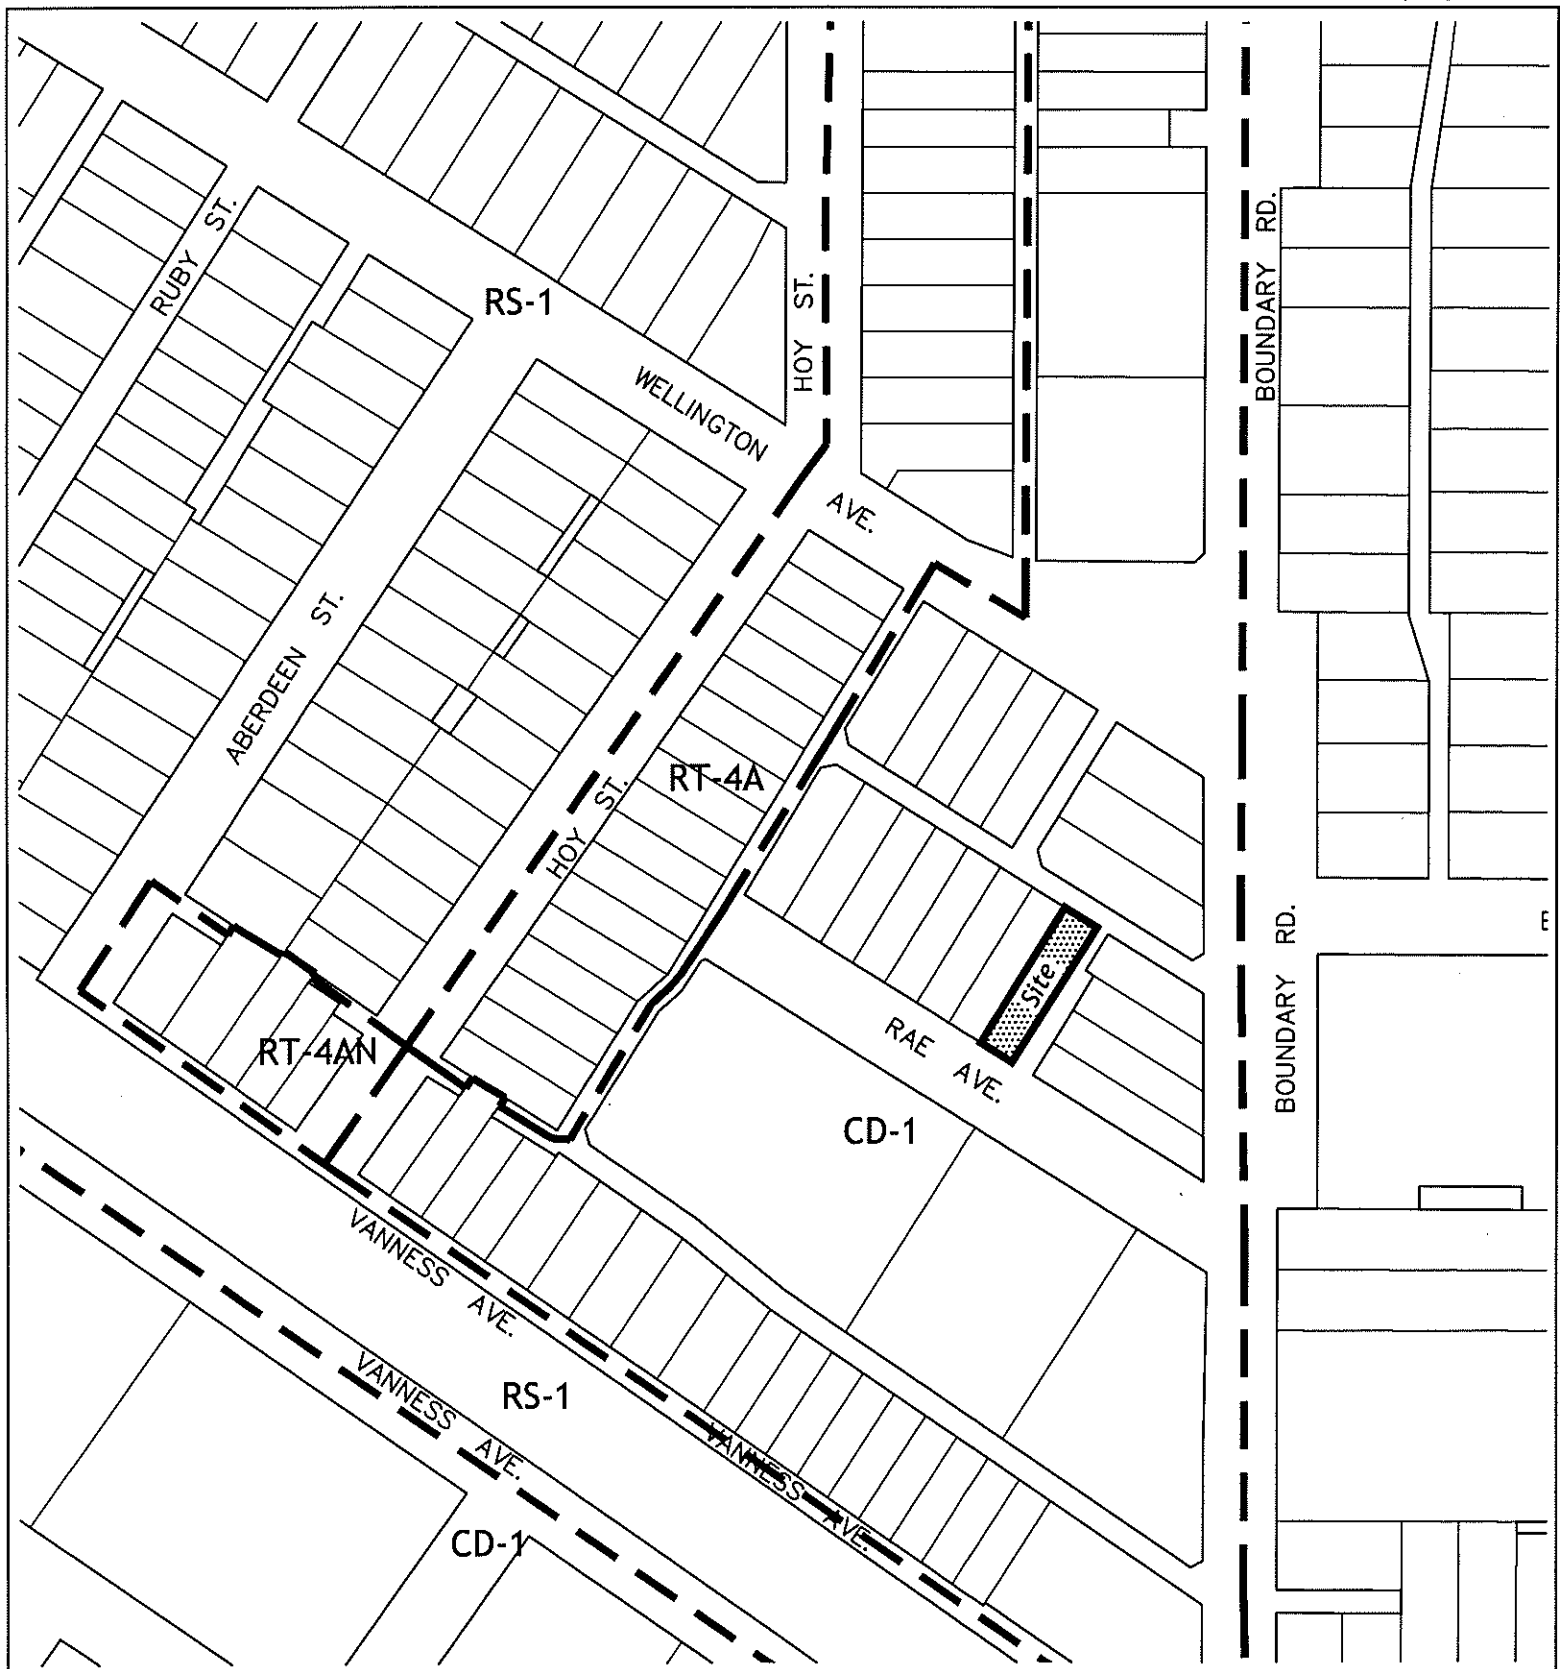 RUBY ST.
RS-1
HOY ST.
BOUNDARY RD.
WELLINGTON
AVE.
ABERDEEN ST.
RT-4A
HOY ST.
BOUNDARY RD.
E
Site
RAE AVE.
RT-4AN
CD-1
VANNESS AVE.
VANNESS AVE.
RS-1
VANNESS AVE.
CD-1